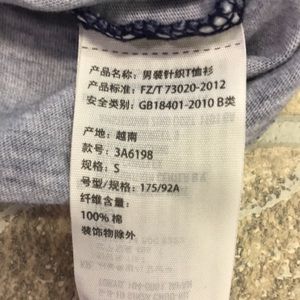 产品名称：男装针织T恤衫
产品标准：FZ/T 73020-2012
安全类别：GB18401-2010 B类
产地：越南
款号：3A6198
规格：S
号型/规格：175/92A
纤维含量：
100% 棉
装饰物除外